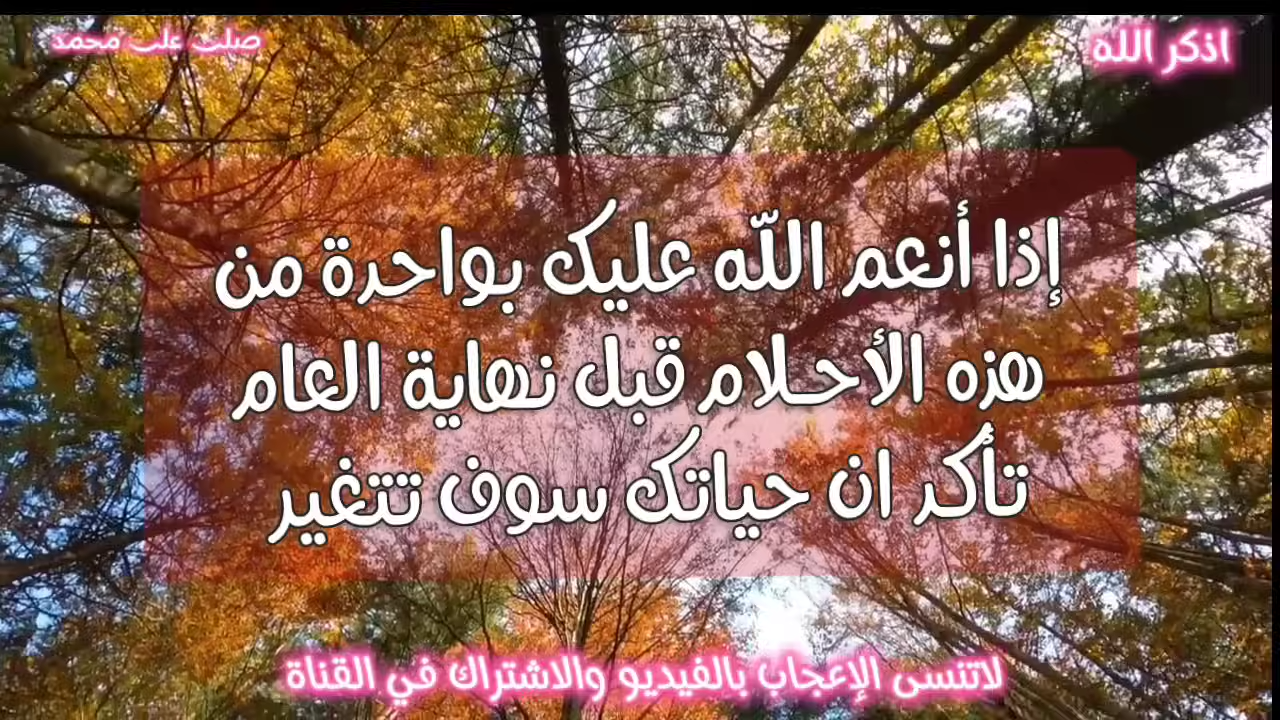 اذكر الله
صلى على محمد
إذا أنعم اللّه عليك بواحدة من
هذه الأحلام قبل نهاية العام
تأكد ان حياتك سوف تتغير
لاتنسى الإعجاب بالفيديو والاشتراك في القناة